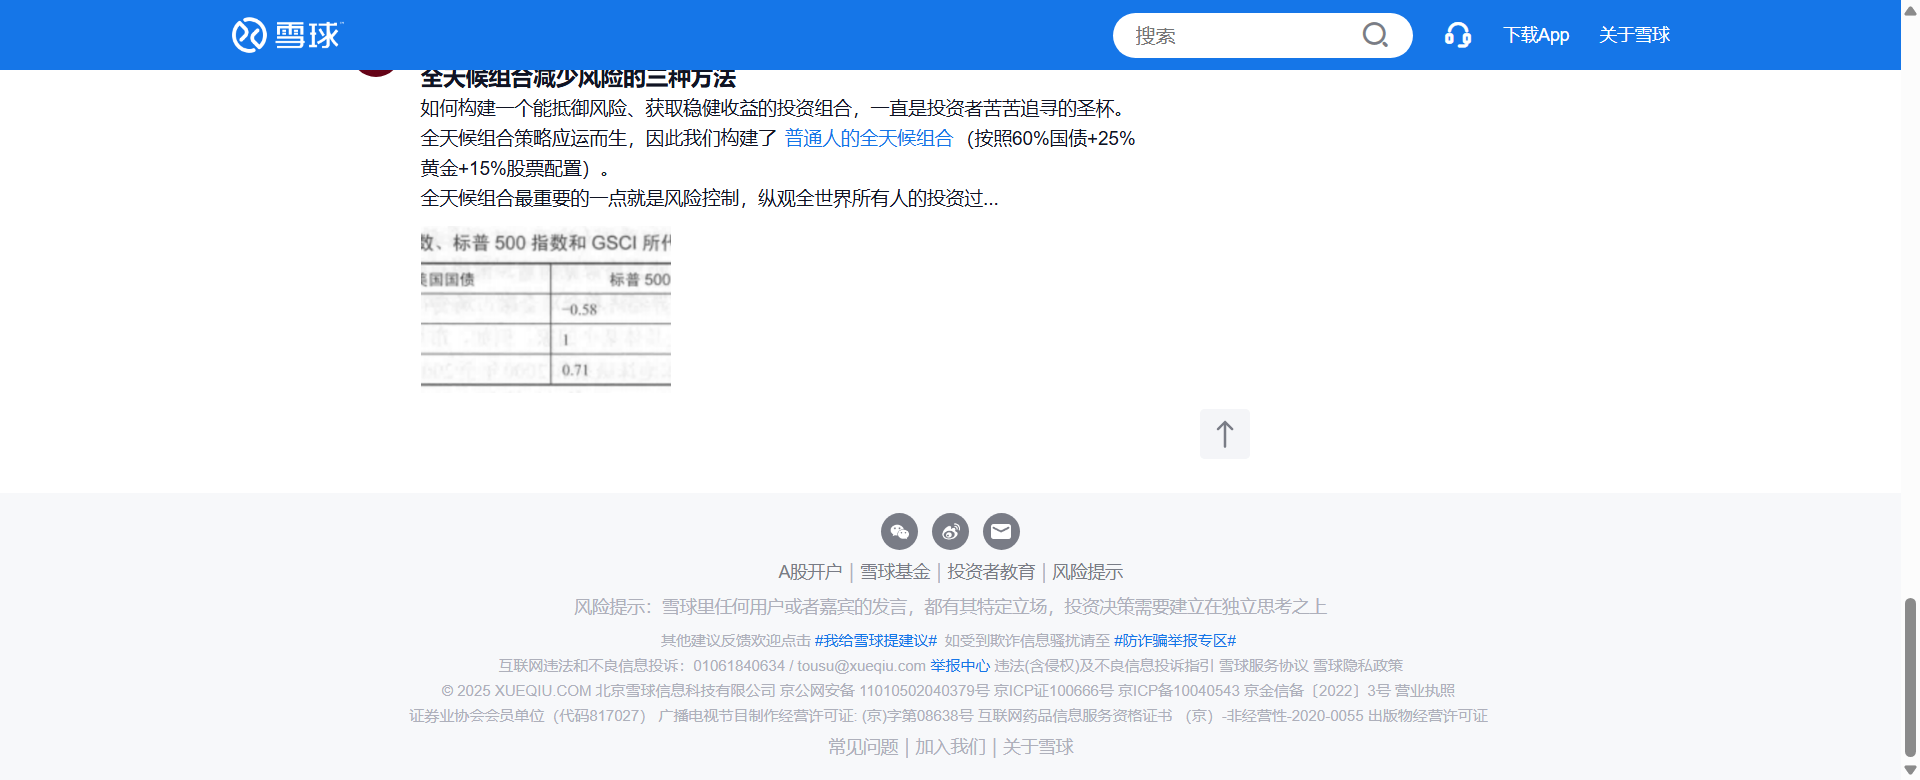 雪球
搜索
下载App
关于雪球
全天候组合减少风险的三种方法
如何构建一个能抵御风险、获取稳健收益的投资组合，一直是投资者苦苦追寻的圣杯。
全天候组合策略应运而生，因此我们构建了 普通人的全天候组合 （按照60%国债+25%
黄金+15%股票配置）。
全天候组合最重要的一点就是风险控制，纵观全世界所有人的投资过...
数、标普 500 指数和 GSCI 所代
美国国债 标普 500
−0.58
1
0.71
A股开户 | 雪球基金 | 投资者教育 | 风险提示
风险提示：雪球里任何用户或者嘉宾的发言，都有其特定立场，投资决策需要建立在独立思考之上
其他建议反馈欢迎点击 #我给雪球提建议# 如受到欺诈信息骚扰请至 #防诈骗举报专区#
互联网违法和不良信息投诉：01061840634 / tousu@xueqiu.com 举报中心 违法(含侵权)及不良信息投诉指引 雪球服务协议 雪球隐私政策
© 2025 XUEQIU.COM 北京雪球信息科技有限公司 京公网安备 11010502040379号 京ICP证100666号 京ICP备10040543 京金信备〔2022〕3号 营业执照
证券业协会会员单位（代码817027） 广播电视节目制作经营许可证: (京)字第08638号 互联网药品信息服务资格证书 （京）-非经营性-2020-0055 出版物经营许可证
常见问题 | 加入我们 | 关于雪球